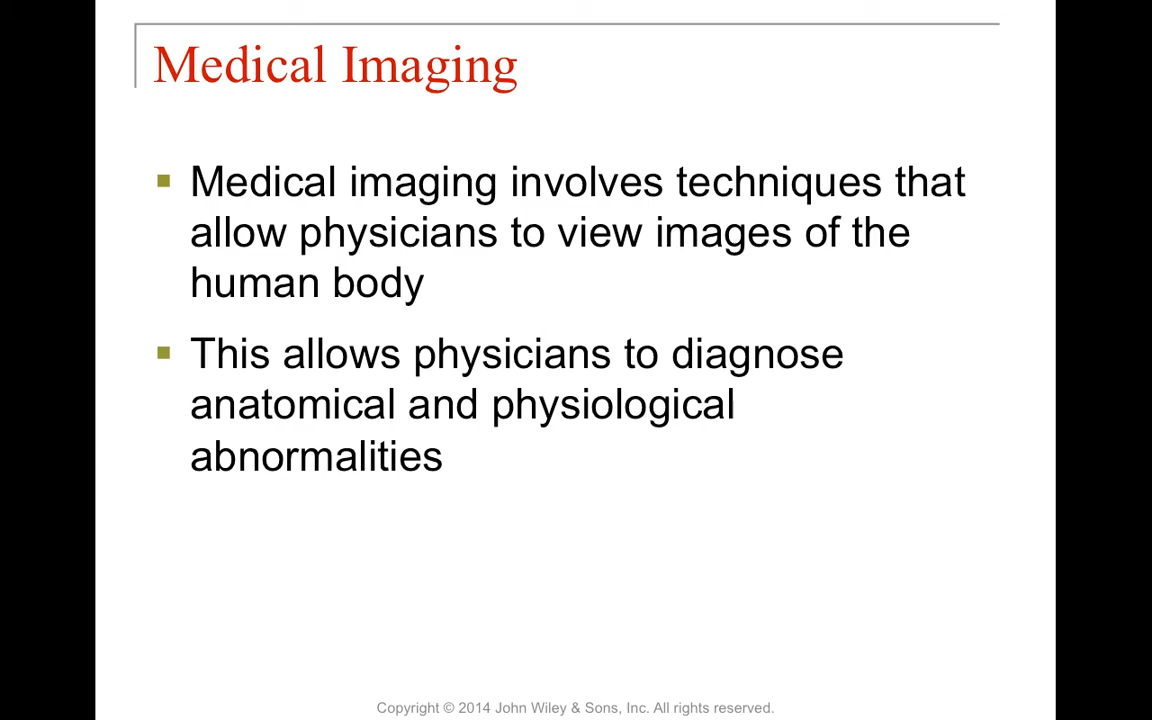 Medical Imaging
Medical imaging involves techniques that
allow physicians to view images of the
human body
This allows physicians to diagnose
anatomical and physiological
abnormalities
Copyright © 2014 John Wiley & Sons, Inc. All rights reserved.